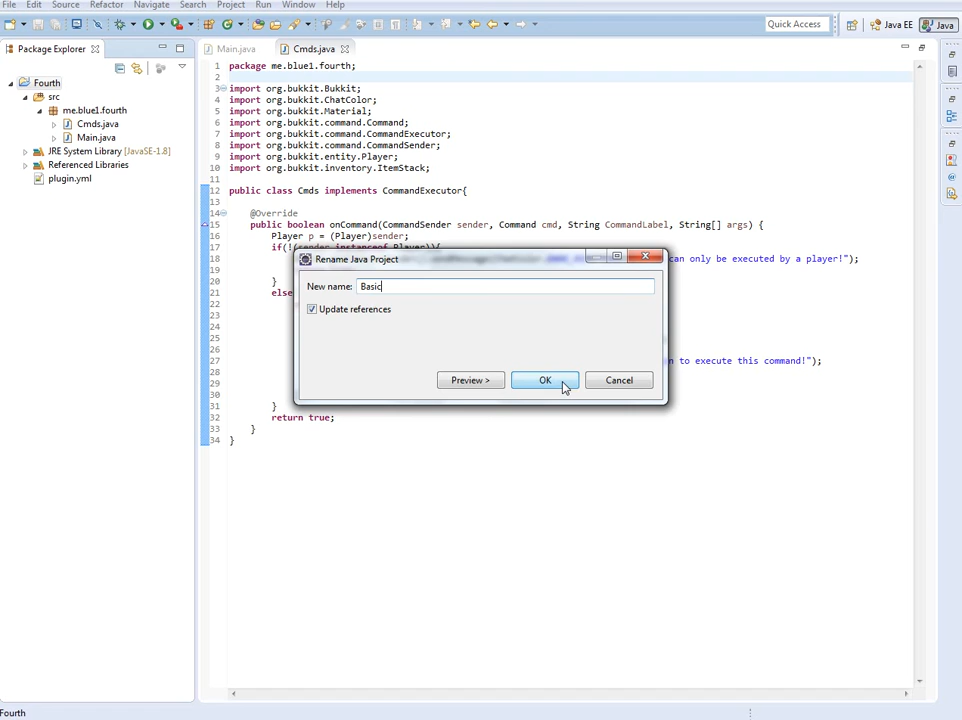 File Edit Source Refactor Navigate Search Project Run Window Help
Quick Access Java EE Java
Package Explorer Main.java Cmds.java
Fourth
src
me.blue1.fourth
Cmds.java
Main.java
JRE System Library [JavaSE-1.8]
Referenced Libraries
plugin.yml
1 package me.blue1.fourth;
2
3 import org.bukkit.Bukkit;
4 import org.bukkit.ChatColor;
5 import org.bukkit.Material;
6 import org.bukkit.command.Command;
7 import org.bukkit.command.CommandExecutor;
8 import org.bukkit.command.CommandSender;
9 import org.bukkit.entity.Player;
10 import org.bukkit.inventory.ItemStack;
12 public class Cmds implements CommandExecutor{
13
14 @Override
15 public boolean onCommand(CommandSender sender, Command cmd, String CommandLabel, String[] args) {
16 Player p = (Player)sender;
17 if(!(sender instanceof Player)){
18 can only be executed by a player!");
20 }
21 else
23
24
25
26
27 n to execute this command!");
28
29
30
31 }
32 return true;
33 }
34 }
Rename Java Project
New name: Basic
Update references
Preview > OK Cancel
Fourth